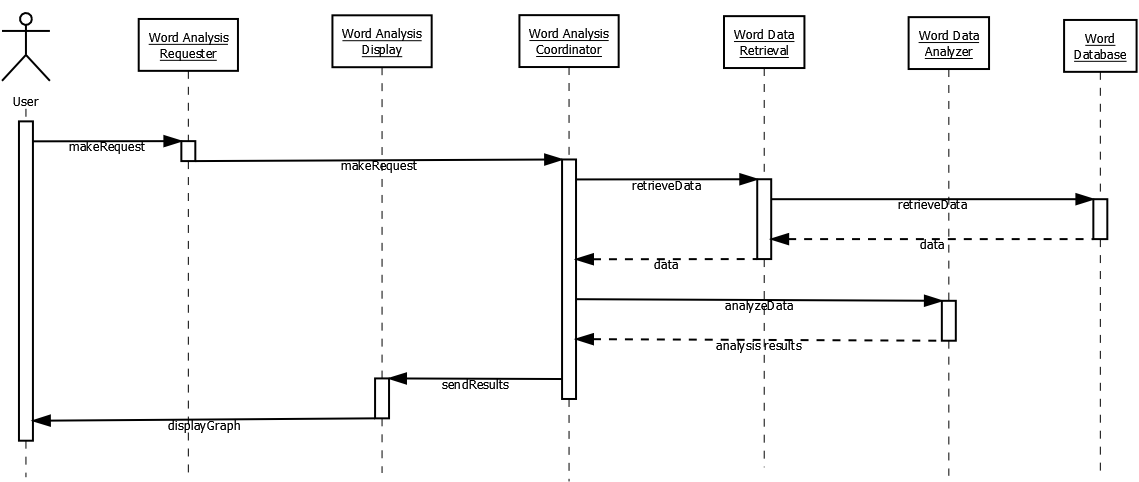 Word Analysis
Requester
Word Analysis
Display
Word Analysis
Coordinator
Word Data
Retrieval
Word Data
Analyzer
Word
Database
User
makeRequest
makeRequest
retrieveData
retrieveData
data
data
analyzeData
analysis results
sendResults
displayGraph